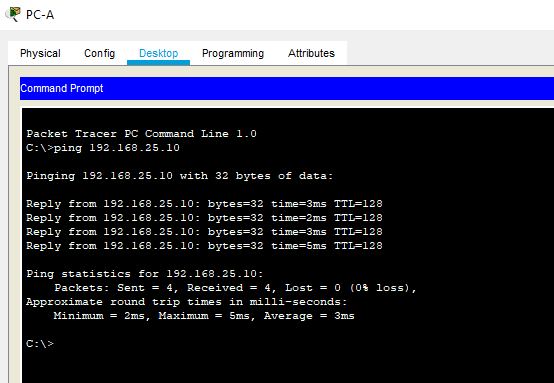 PC-A
Physical Config Desktop Programming Attributes
Command Prompt
Packet Tracer PC Command Line 1.0
C:\>ping 192.168.25.10
Pinging 192.168.25.10 with 32 bytes of data:
Reply from 192.168.25.10: bytes=32 time=3ms TTL=128
Reply from 192.168.25.10: bytes=32 time=2ms TTL=128
Reply from 192.168.25.10: bytes=32 time=3ms TTL=128
Reply from 192.168.25.10: bytes=32 time=5ms TTL=128
Ping statistics for 192.168.25.10:
Packets: Sent = 4, Received = 4, Lost = 0 (0% loss),
Approximate round trip times in milli-seconds:
Minimum = 2ms, Maximum = 5ms, Average = 3ms
C:\>